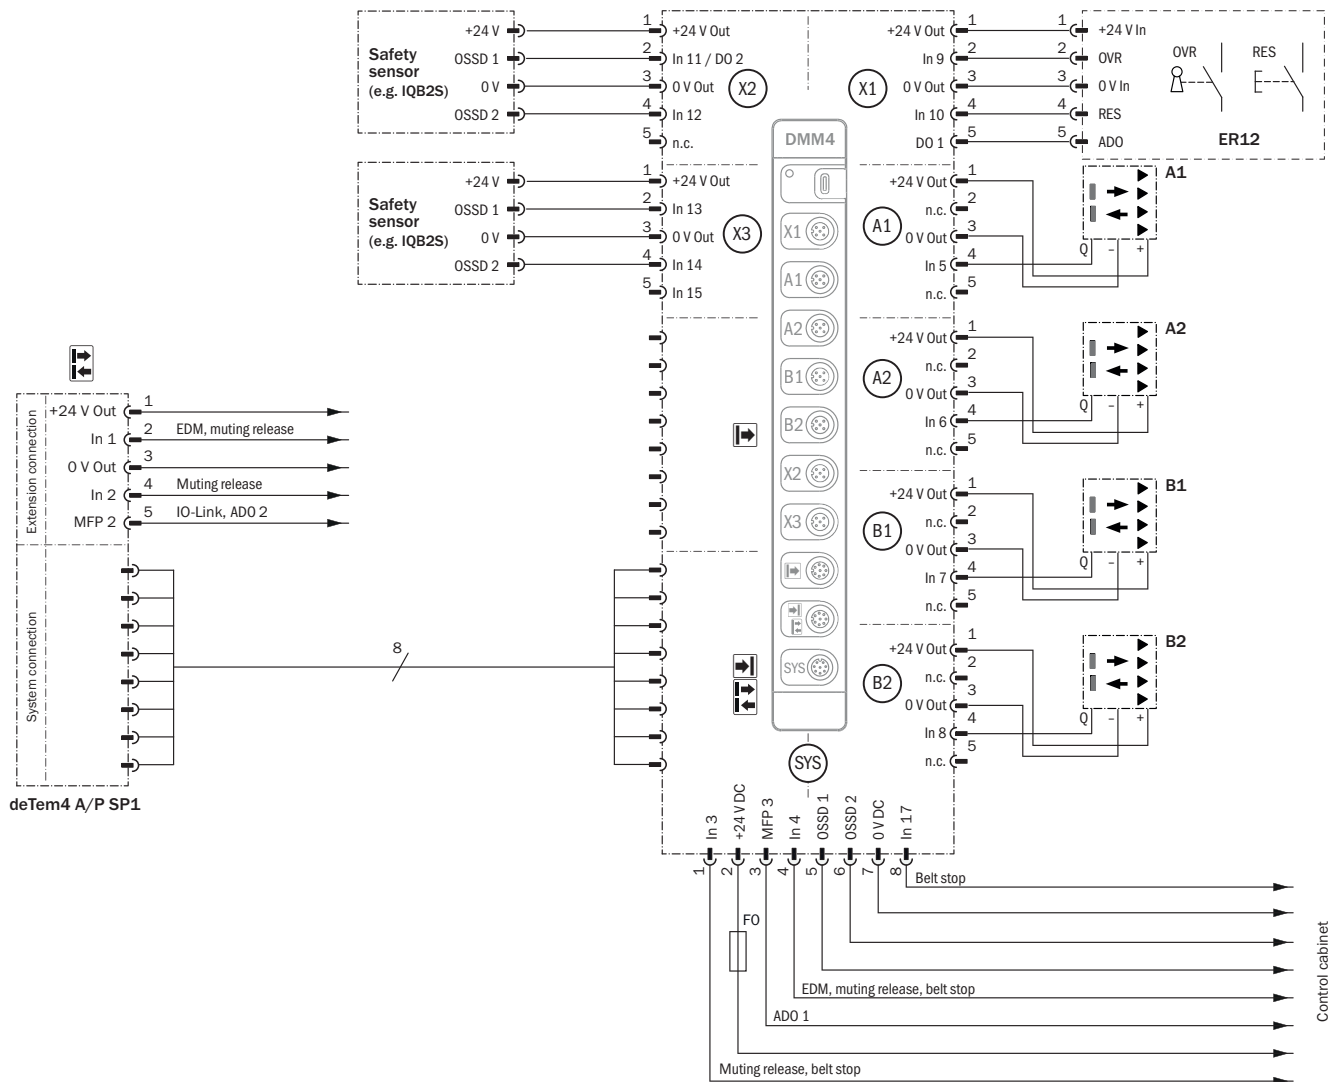 Safety
sensor
(e.g. IQB2S)
+24 V
OSSD 1
0 V
OSSD 2
1
2
3
4
5
+24 V Out
In 11 / DO 2
0 V Out
In 12
n.c.
X2
X1
+24 V Out
In 9
0 V Out
In 10
DO 1
1
2
3
4
5
1
2
3
4
5
+24 V In
OVR
0 V In
RES
ADO
OVR
RES
ER12
Safety
sensor
(e.g. IQB2S)
+24 V
OSSD 1
0 V
OSSD 2
1
2
3
4
5
+24 V Out
In 13
0 V Out
In 14
In 15
X3
DMM4
X1
A1
A2
B1
B2
X2
X3
SYS
A1
+24 V Out
n.c.
0 V Out
In 5
n.c.
1
2
3
4
5
Q
–
+
A1
A2
+24 V Out
n.c.
0 V Out
In 6
n.c.
1
2
3
4
5
Q
–
+
A2
B1
+24 V Out
n.c.
0 V Out
In 7
n.c.
1
2
3
4
5
Q
–
+
B1
B2
+24 V Out
n.c.
0 V Out
In 8
n.c.
1
2
3
4
5
Q
–
+
B2
Extension connection
+24 V Out
In 1
0 V Out
In 2
MFP 2
1
2
3
4
5
EDM, muting release
Muting release
IO-Link, ADO 2
System connection
8
deTem4 A/P SP1
SYS
In 3
+24 V DC
MFP 3
In 4
OSSD 1
OSSD 2
0 V DC
In 17
1
2
3
4
5
6
7
8
Belt stop
F0
EDM, muting release, belt stop
ADO 1
Muting release, belt stop
Control cabinet